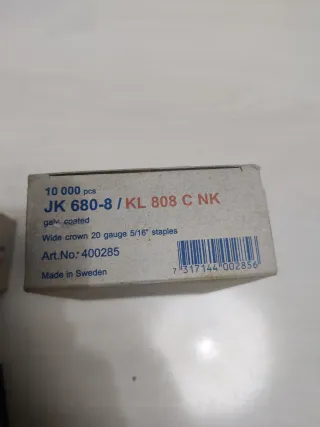 10 000 pcs
JK 680-8 / KL 808 C NK
galv. coated
Wide crown 20 gauge 5/16" staples
Art.No: 400285
Made in Sweden
7 317144 002856